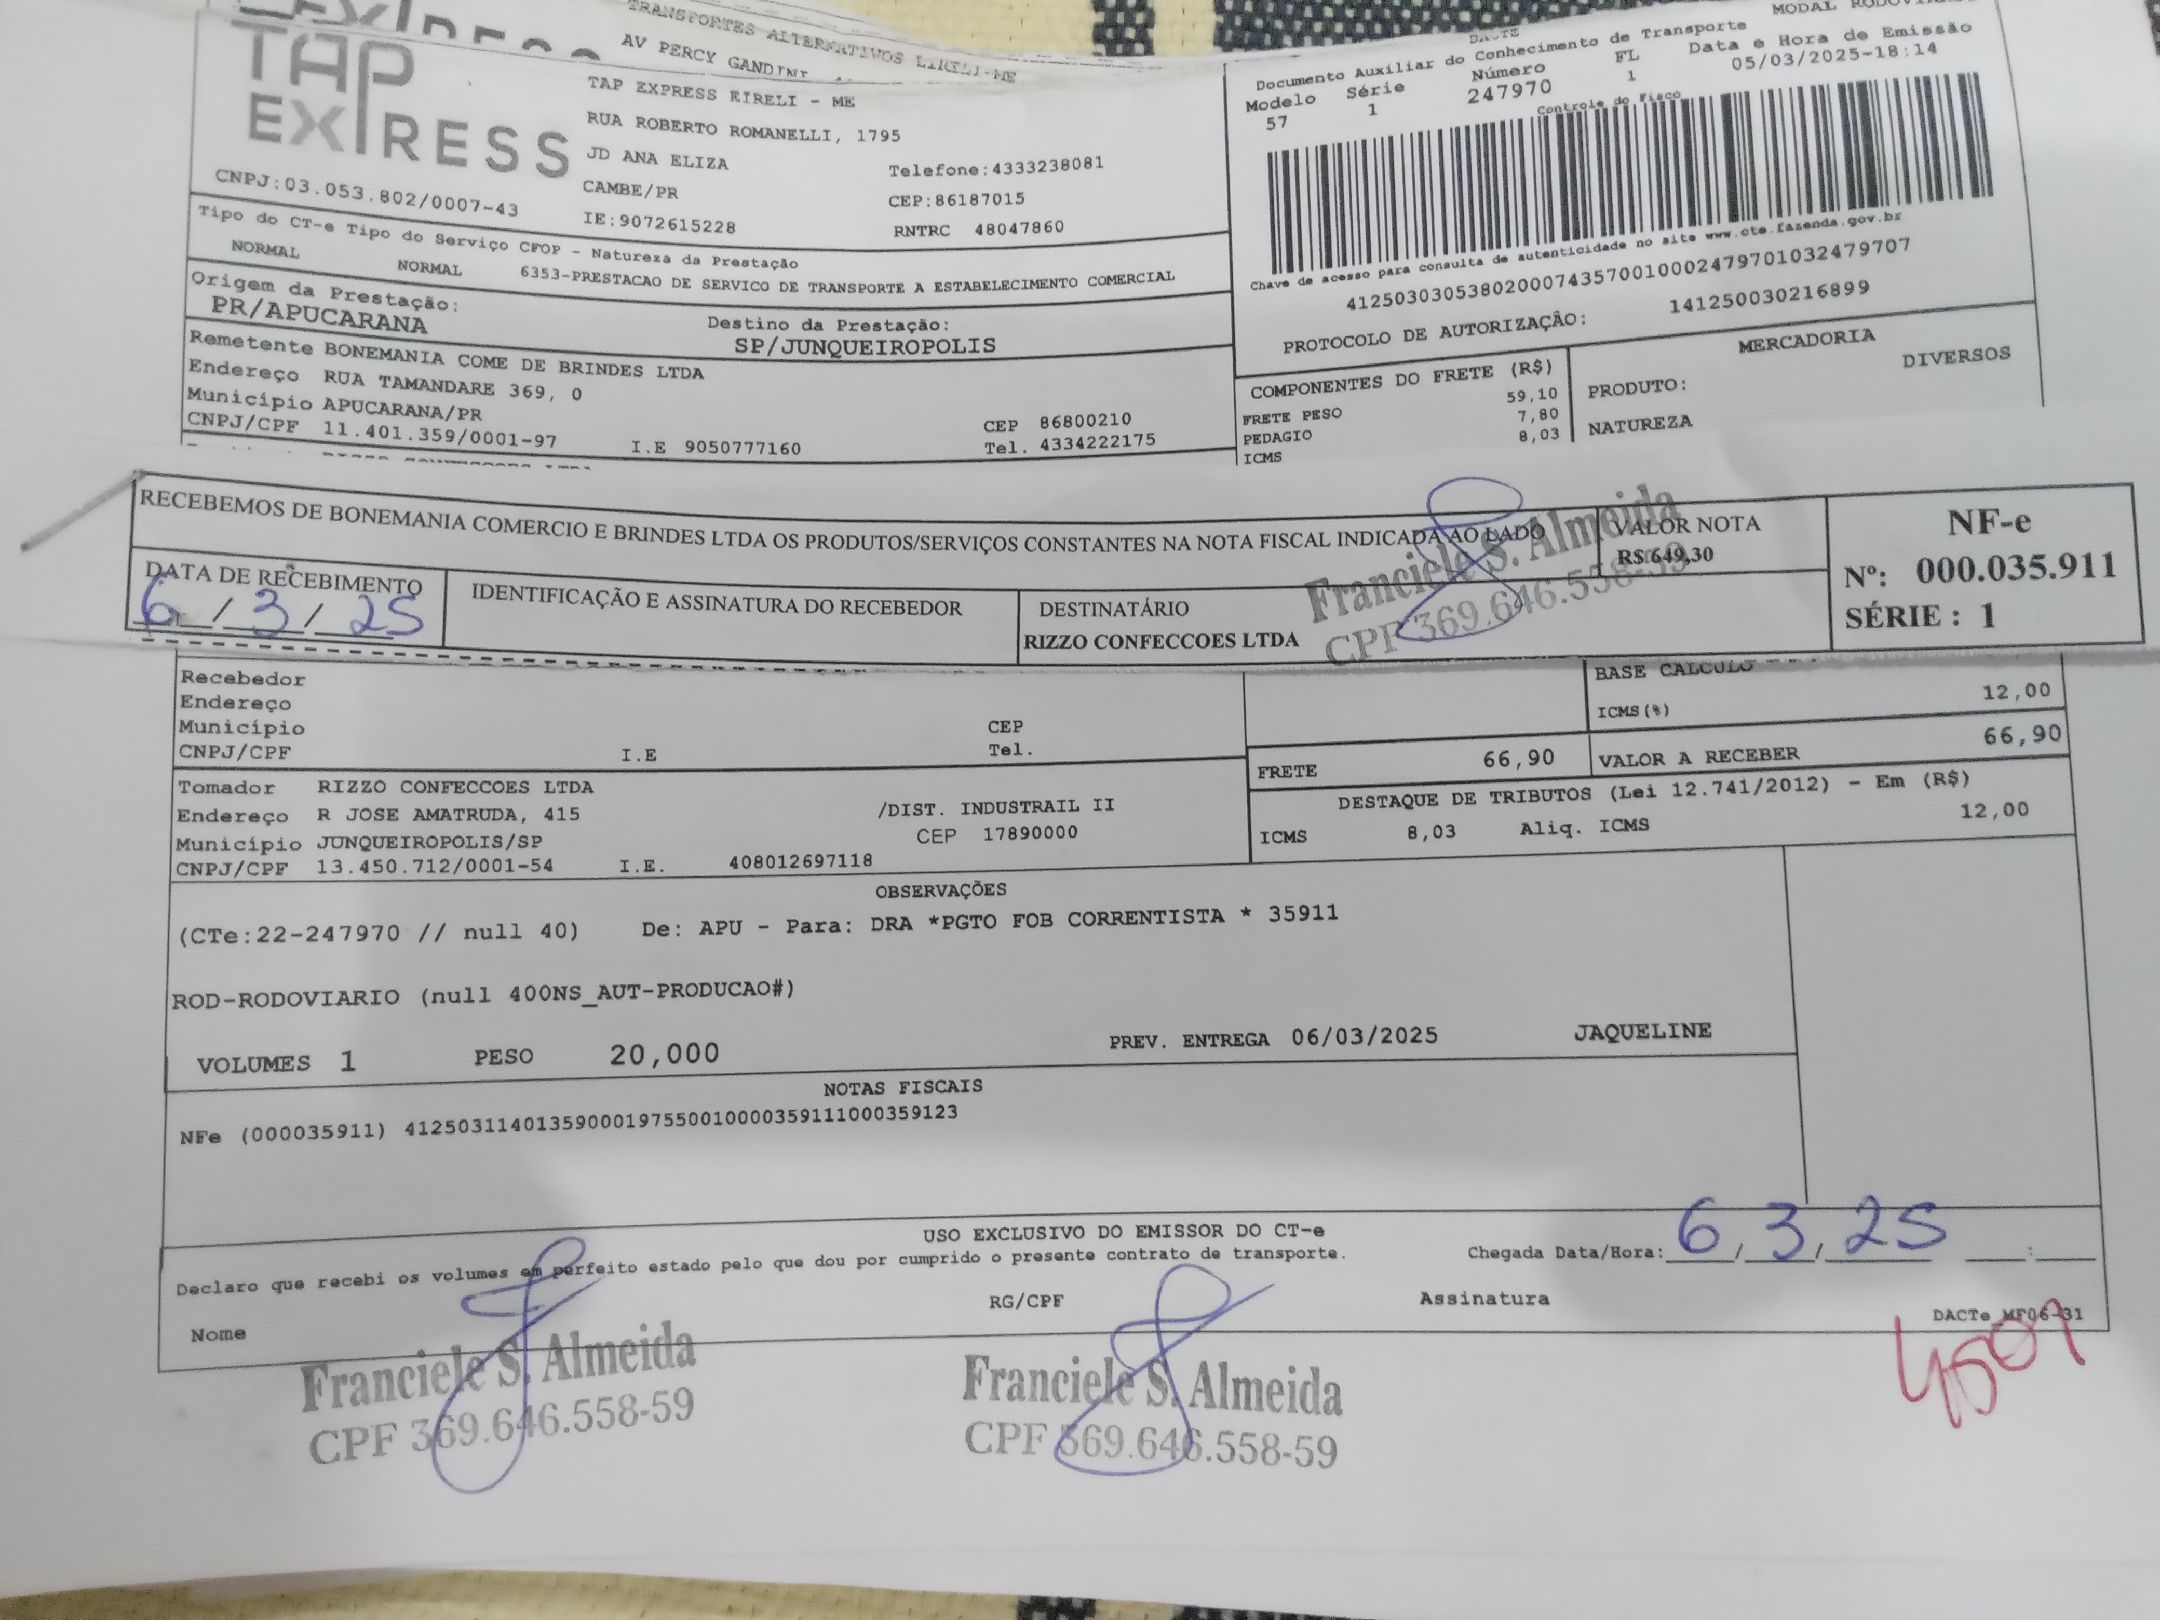 TRANSPORTES ALTERNATIVOS EIRELI-ME
AV PERCY GANDINI
TAP
EXPRESS
TAP EXPRESS EIRELI - ME
RUA ROBERTO ROMANELLI, 1795
JD ANA ELIZA Telefone:4333238081
CAMBE/PR CEP:86187015
CNPJ:03.053.802/0007-43 IE:9072615228 RNTRC 48047860
MODAL
DACTE
Documento Auxiliar do Conhecimento de Transporte
Modelo Série Número FL Data e Hora de Emissão
57 1 247970 1 05/03/2025-18:14
Controle do Fisco
Chave de acesso para consulta de autenticidade no site www.cte.fazenda.gov.br
41250303053802000743570010002479701032479707
PROTOCOLO DE AUTORIZAÇÃO: 141250030216899
Tipo do CT-e Tipo do Serviço CFOP - Natureza da Prestação
NORMAL NORMAL 6353-PRESTACAO DE SERVICO DE TRANSPORTE A ESTABELECIMENTO COMERCIAL
Origem da Prestação: Destino da Prestação:
PR/APUCARANA SP/JUNQUEIROPOLIS
Remetente BONEMANIA COME DE BRINDES LTDA
Endereço RUA TAMANDARE 369, 0
Município APUCARANA/PR CEP 86800210
CNPJ/CPF 11.401.359/0001-97 I.E 9050777160 Tel. 4334222175
COMPONENTES DO FRETE (R$)
FRETE PESO 59,10
PEDAGIO 7,80
ICMS 8,03
MERCADORIA
PRODUTO: DIVERSOS
NATUREZA
RECEBEMOS DE BONEMANIA COMERCIO E BRINDES LTDA OS PRODUTOS/SERVIÇOS CONSTANTES NA NOTA FISCAL INDICADA AO LADO
VALOR NOTA
R$ 649,30
NF-e
Nº: 000.035.911
SÉRIE : 1
DATA DE RECEBIMENTO
6/3/25
IDENTIFICAÇÃO E ASSINATURA DO RECEBEDOR
DESTINATÁRIO
RIZZO CONFECCOES LTDA
Franciele S. Almeida
CPF 369.646.558-59
Recebedor
Endereço
Município CEP
CNPJ/CPF I.E Tel.
BASE CALCULO
ICMS(%) 12,00
FRETE 66,90 VALOR A RECEBER 66,90
Tomador RIZZO CONFECCOES LTDA
Endereço R JOSE AMATRUDA, 415 /DIST. INDUSTRAIL II
Município JUNQUEIROPOLIS/SP CEP 17890000
CNPJ/CPF 13.450.712/0001-54 I.E. 408012697118
DESTAQUE DE TRIBUTOS (Lei 12.741/2012) - Em (R$)
ICMS 8,03 Aliq. ICMS 12,00
OBSERVAÇÕES
(CTe:22-247970 // null 40) De: APU - Para: DRA *PGTO FOB CORRENTISTA * 35911
ROD-RODOVIARIO (null 400NS_AUT-PRODUCAO#)
VOLUMES 1 PESO 20,000 PREV. ENTREGA 06/03/2025 JAQUELINE
NOTAS FISCAIS
NFe (000035911) 41250311401359000197550010000359111000359123
USO EXCLUSIVO DO EMISSOR DO CT-e
Declaro que recebi os volumes em perfeito estado pelo que dou por cumprido o presente contrato de transporte.
Chegada Data/Hora: 6/3/25 :
Nome RG/CPF Assinatura
DACTe_MF06-31
Franciele S. Almeida
CPF 369.646.558-59
Franciele S. Almeida
CPF 369.646.558-59